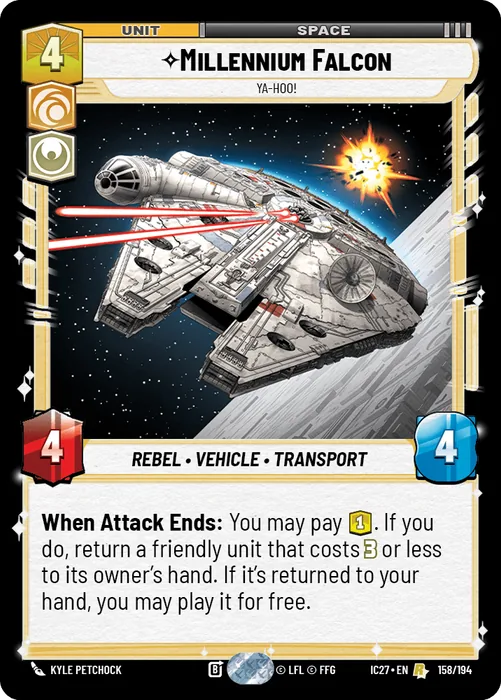 UNIT
SPACE
4
✧MILLENNIUM FALCON
YA-HOO!
4
4
REBEL • VEHICLE • TRANSPORT
When Attack Ends: You may pay 1. If you
do, return a friendly unit that costs 3 or less
to its owner's hand. If it's returned to your
hand, you may play it for free.
KYLE PETCHOCK
B
© LFL © FFG
IC27 • EN
R
158/194